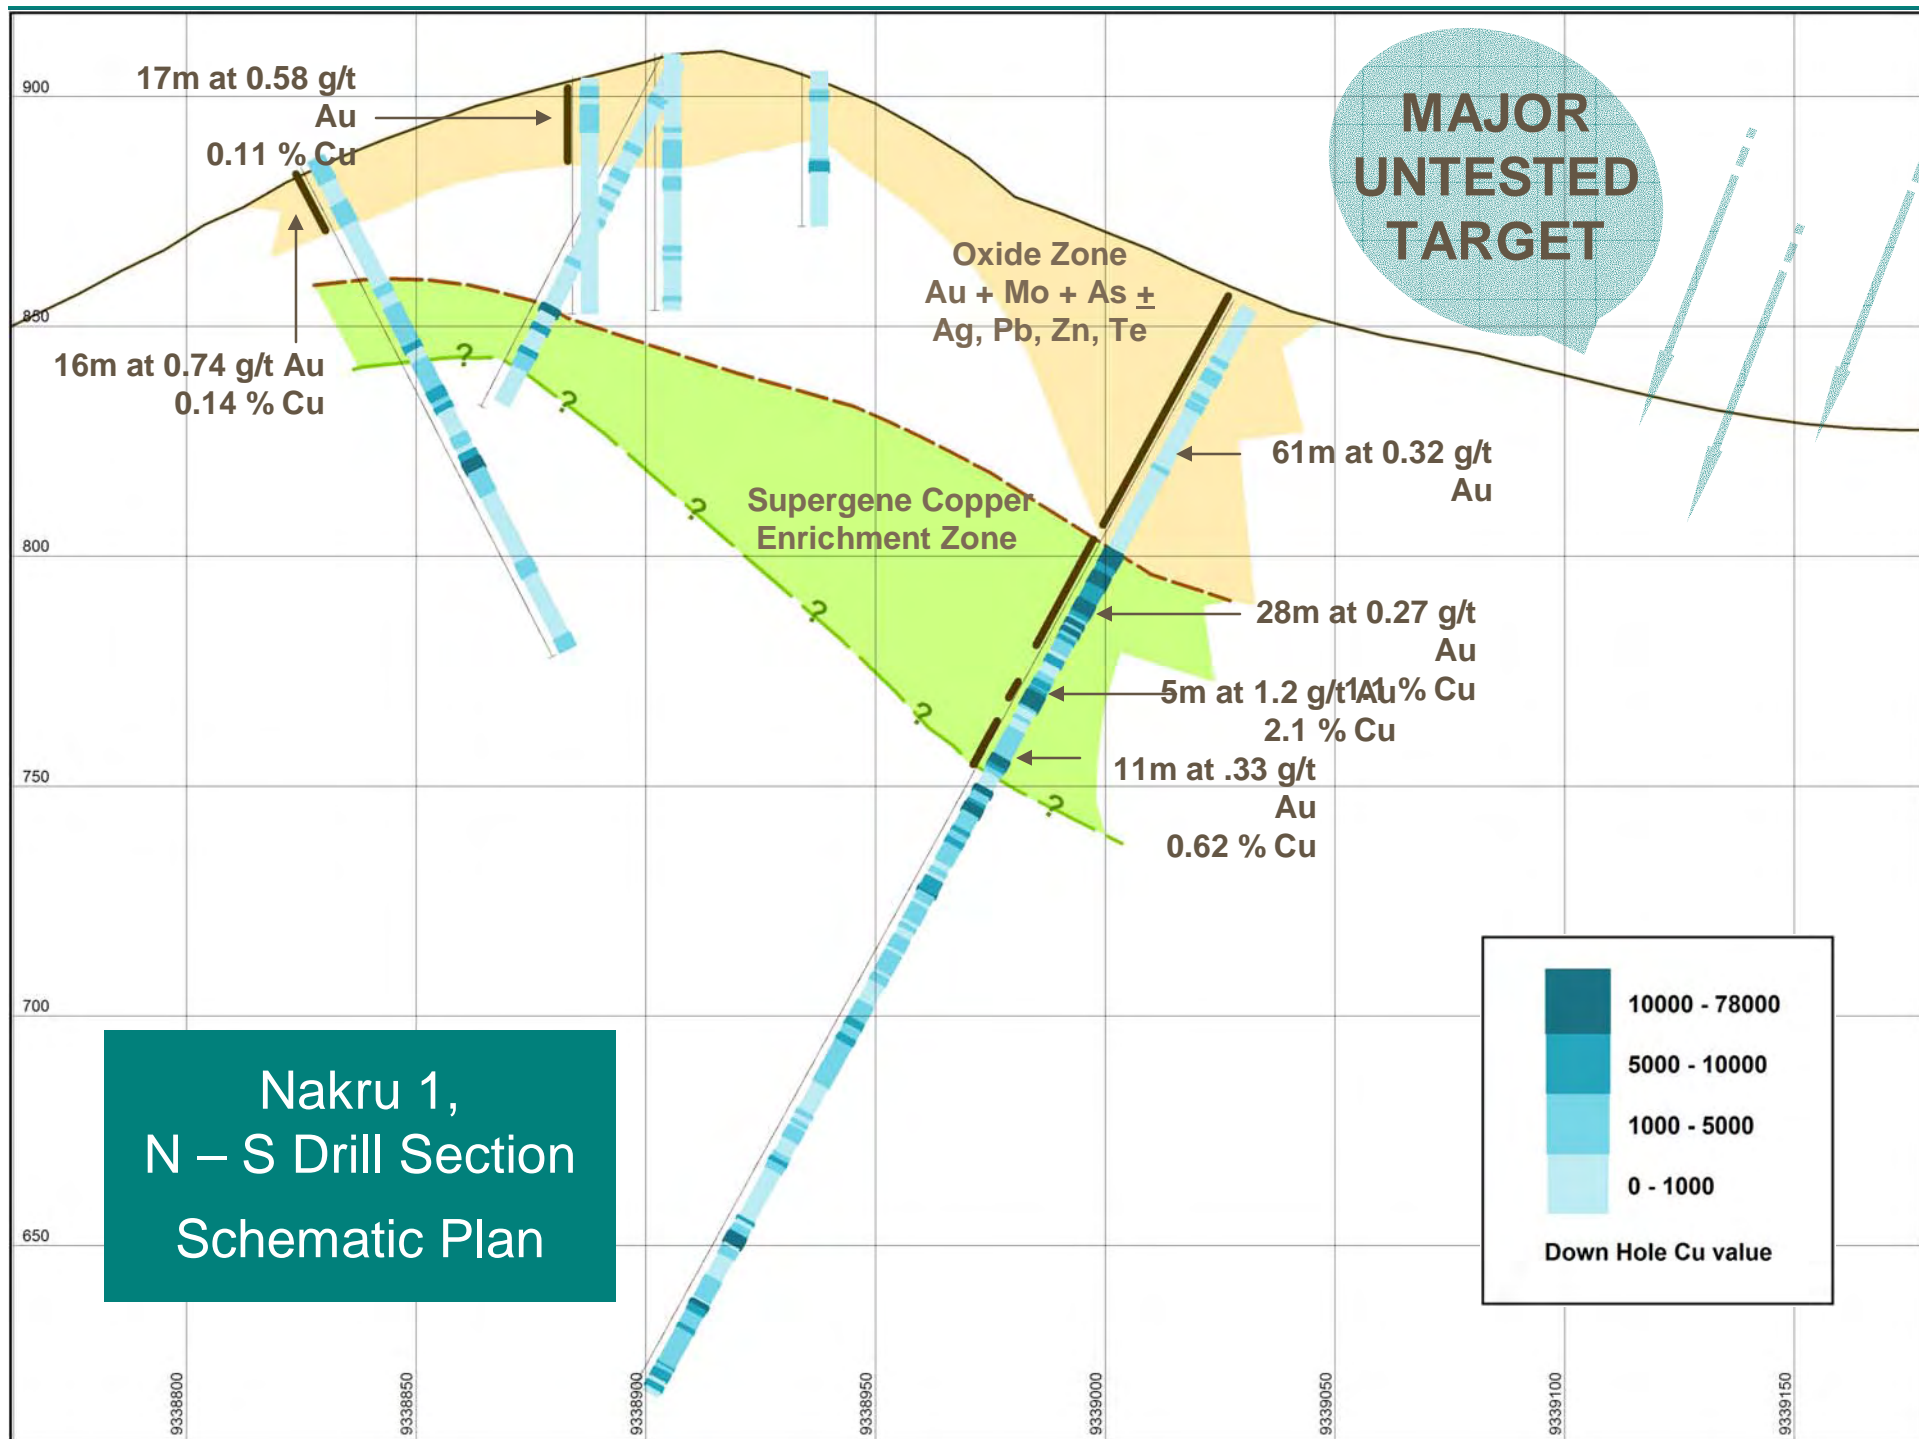 900
850
800
750
700
650
17m at 0.58 g/t
Au
0.11 % Cu
16m at 0.74 g/t Au
0.14 % Cu
MAJOR
UNTESTED
TARGET
Oxide Zone
Au + Mo + As ±
Ag, Pb, Zn, Te
61m at 0.32 g/t
Au
Supergene Copper
Enrichment Zone
28m at 0.27 g/t
Au
1.1 % Cu
5m at 1.2 g/t Au
2.1 % Cu
11m at .33 g/t
Au
0.62 % Cu
?
?
?
?
?
?
Nakru 1,
N – S Drill Section
Schematic Plan
10000 - 78000
5000 - 10000
1000 - 5000
0 - 1000
Down Hole Cu value
9338800
9338850
9338900
9338950
9339000
9339050
9339100
9339150